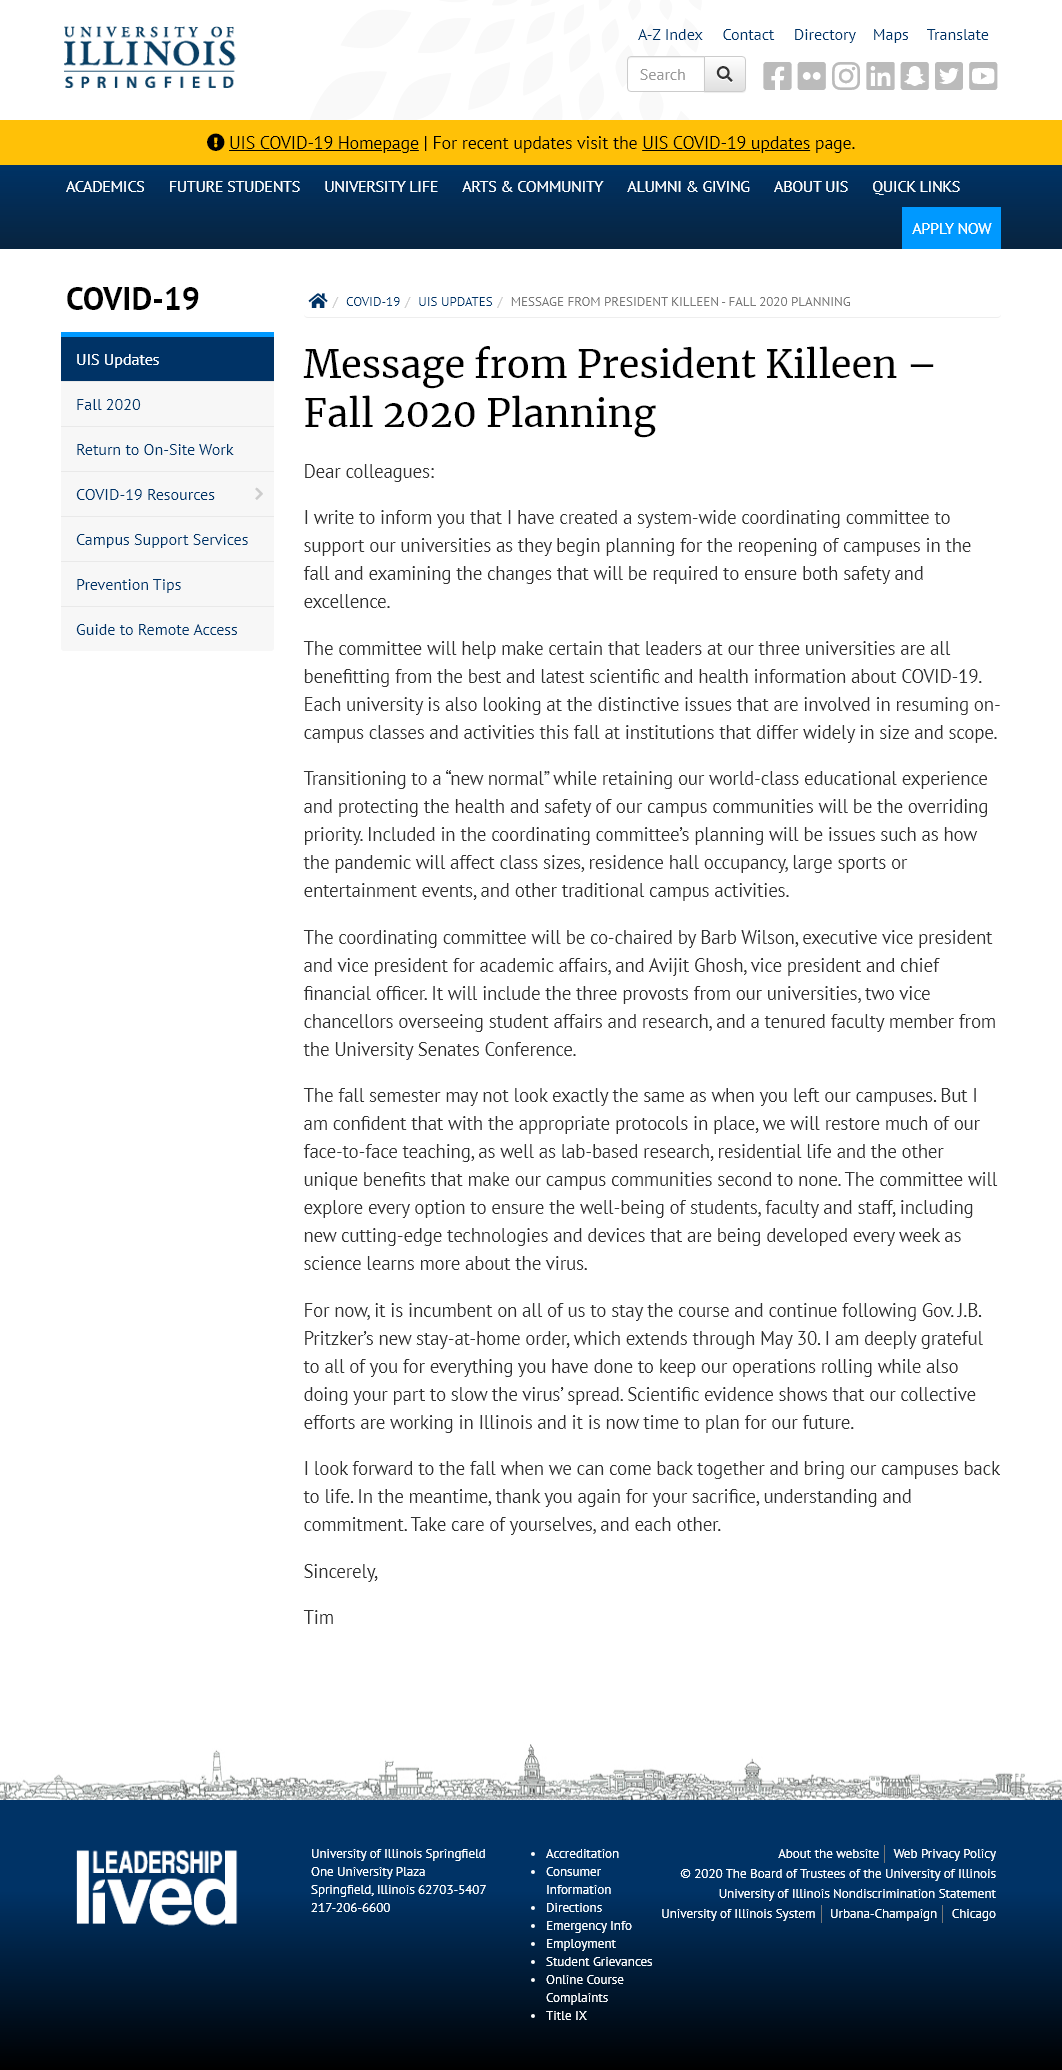 UNIVERSITY OF
ILLINOIS
SPRINGFIELD
A-Z Index Contact Directory Maps Translate
Search
UIS COVID-19 Homepage | For recent updates visit the UIS COVID-19 updates page.
ACADEMICS FUTURE STUDENTS UNIVERSITY LIFE ARTS & COMMUNITY ALUMNI & GIVING ABOUT UIS QUICK LINKS
APPLY NOW
COVID-19
UIS Updates
Fall 2020
Return to On-Site Work
COVID-19 Resources
Campus Support Services
Prevention Tips
Guide to Remote Access
/ COVID-19 / UIS UPDATES / MESSAGE FROM PRESIDENT KILLEEN - FALL 2020 PLANNING
Message from President Killeen –
Fall 2020 Planning
Dear colleagues:
I write to inform you that I have created a system-wide coordinating committee to
support our universities as they begin planning for the reopening of campuses in the
fall and examining the changes that will be required to ensure both safety and
excellence.
The committee will help make certain that leaders at our three universities are all
benefitting from the best and latest scientific and health information about COVID-19.
Each university is also looking at the distinctive issues that are involved in resuming on-
campus classes and activities this fall at institutions that differ widely in size and scope.
Transitioning to a “new normal” while retaining our world-class educational experience
and protecting the health and safety of our campus communities will be the overriding
priority. Included in the coordinating committee’s planning will be issues such as how
the pandemic will affect class sizes, residence hall occupancy, large sports or
entertainment events, and other traditional campus activities.
The coordinating committee will be co-chaired by Barb Wilson, executive vice president
and vice president for academic affairs, and Avijit Ghosh, vice president and chief
financial officer. It will include the three provosts from our universities, two vice
chancellors overseeing student affairs and research, and a tenured faculty member from
the University Senates Conference.
The fall semester may not look exactly the same as when you left our campuses. But I
am confident that with the appropriate protocols in place, we will restore much of our
face-to-face teaching, as well as lab-based research, residential life and the other
unique benefits that make our campus communities second to none. The committee will
explore every option to ensure the well-being of students, faculty and staff, including
new cutting-edge technologies and devices that are being developed every week as
science learns more about the virus.
For now, it is incumbent on all of us to stay the course and continue following Gov. J.B.
Pritzker’s new stay-at-home order, which extends through May 30. I am deeply grateful
to all of you for everything you have done to keep our operations rolling while also
doing your part to slow the virus’ spread. Scientific evidence shows that our collective
efforts are working in Illinois and it is now time to plan for our future.
I look forward to the fall when we can come back together and bring our campuses back
to life. In the meantime, thank you again for your sacrifice, understanding and
commitment. Take care of yourselves, and each other.
Sincerely,
Tim
LEADERSHIP
lived
University of Illinois Springfield
One University Plaza
Springfield, Illinois 62703-5407
217-206-6600
• Accreditation
• Consumer
Information
• Directions
• Emergency Info
• Employment
• Student Grievances
• Online Course
Complaints
• Title IX
About the website | Web Privacy Policy
© 2020 The Board of Trustees of the University of Illinois
University of Illinois Nondiscrimination Statement
University of Illinois System | Urbana-Champaign | Chicago